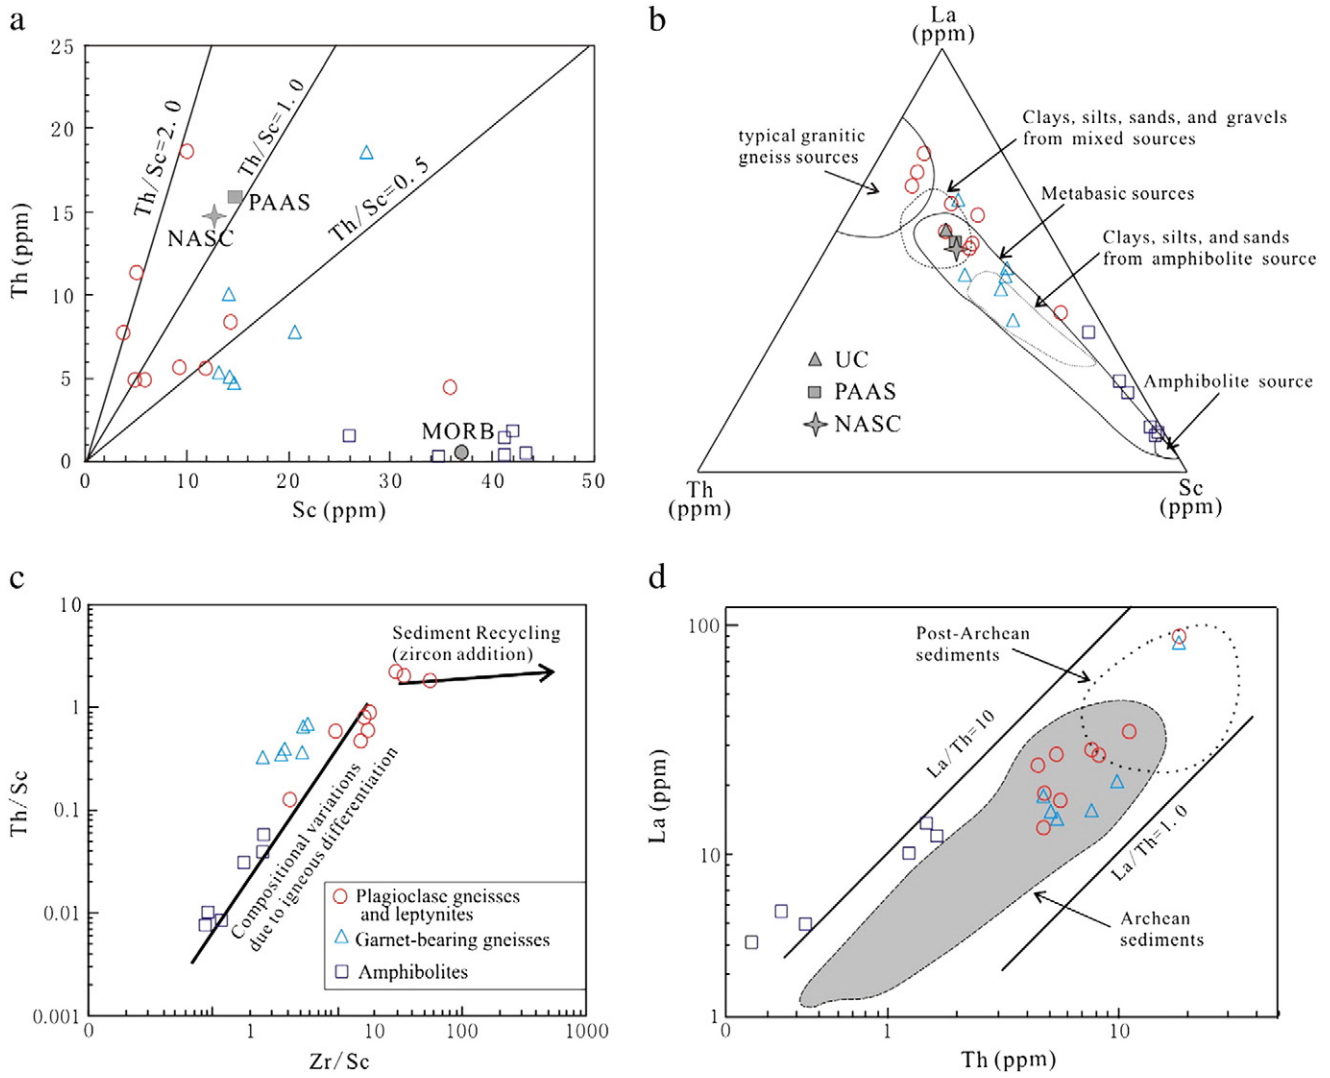 a
25
20
15
10
5
0
Th (ppm)
Th/Sc=2.0
Th/Sc=1.0
Th/Sc=0.5
PAAS
NASC
MORB
0 10 20 30 40 50
Sc (ppm)
b
La
(ppm)
typical granitic
gneiss sources
Clays, silts, sands, and gravels
from mixed sources
Metabasic sources
Clays, silts, and sands
from amphibolite source
Amphibolite source
UC
PAAS
NASC
Th
(ppm)
Sc
(ppm)
c
10
1
0.1
0.01
0.001
Th/Sc
Sediment Recycling
(zircon addition)
Compositional variations
due to igneous differentiation
Plagioclase gneisses
and leptynites
Garnet-bearing gneisses
Amphibolites
0 1 10 100 1000
Zr/Sc
d
100
10
1
La (ppm)
Post-Archean
sediments
La/Th=10
La/Th=1.0
Archean
sediments
0 1 10
Th (ppm)